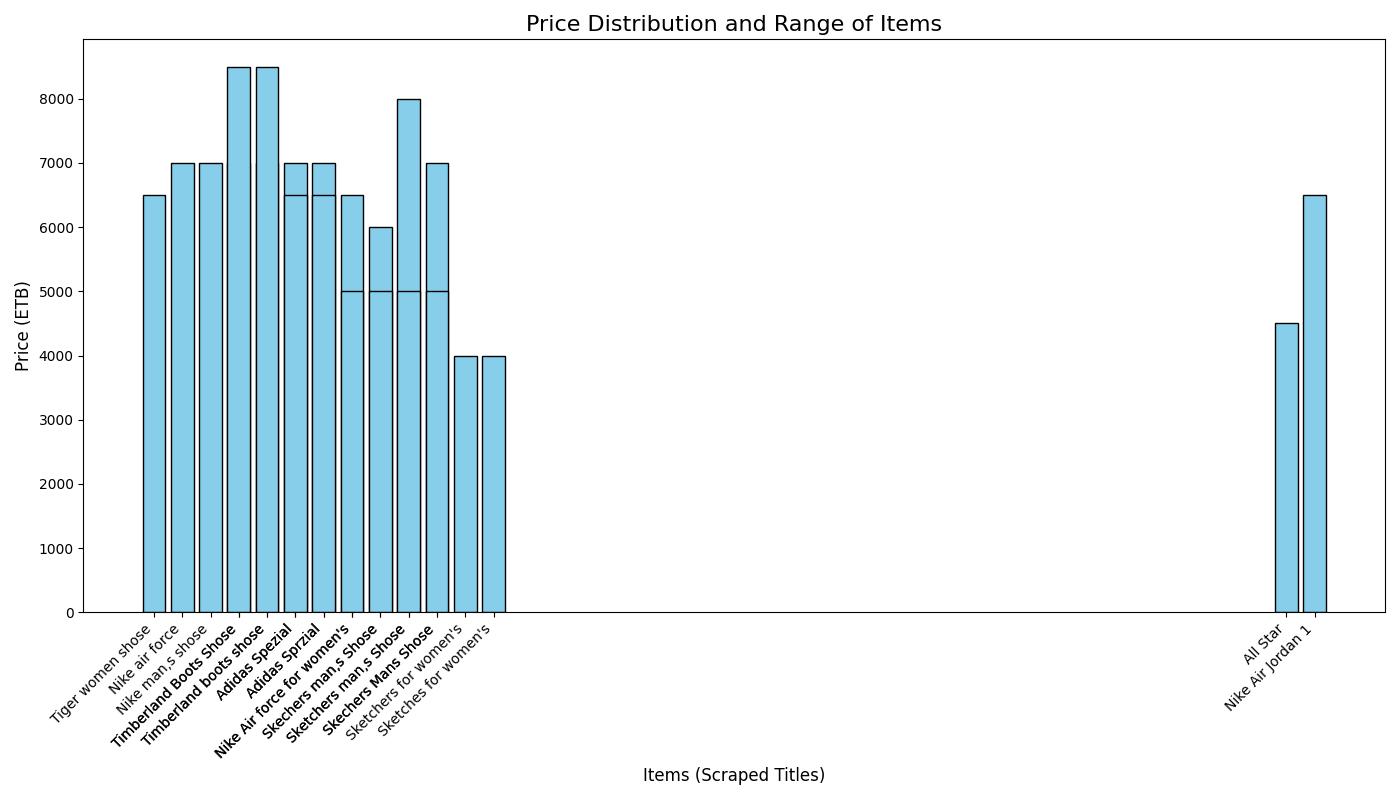 Price Distribution and Range of Items
Price (ETB)
8000
7000
6000
5000
4000
3000
2000
1000
0
Tiger women shose
Nike air force
Nike man,s shose
Timberland Boots Shose
Timberland boots shose
Adidas Spezial
Adidas Sprzial
Nike Air force for women's
Skechers man,s Shose
Sketchers man,s Shose
Skechers Mans Shose
Sketchers for women's
Sketches for women's
All Star
Nike Air Jordan 1
Items (Scraped Titles)